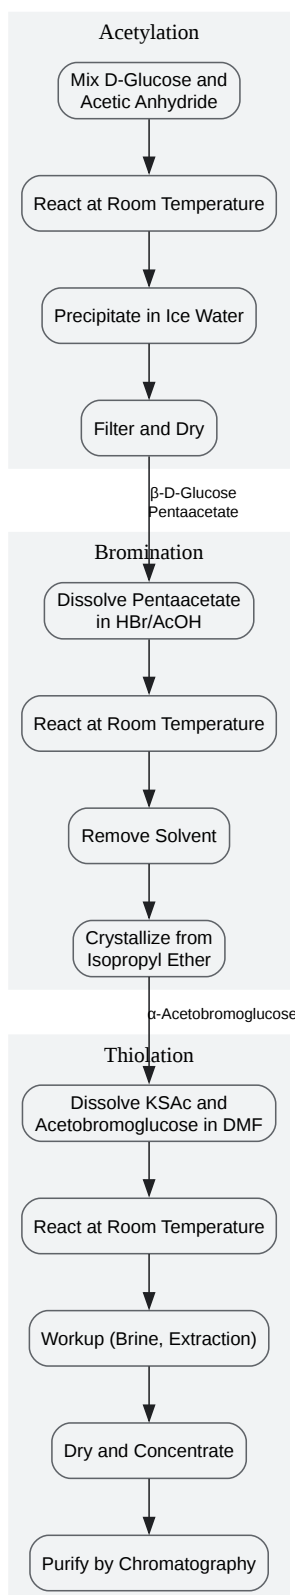 Acetylation
Mix D-Glucose and
Acetic Anhydride
React at Room Temperature
Precipitate in Ice Water
Filter and Dry
β-D-Glucose
Pentaacetate
Bromination
Dissolve Pentaacetate
in HBr/AcOH
React at Room Temperature
Remove Solvent
Crystallize from
Isopropyl Ether
α-Acetobromoglucose
Thiolation
Dissolve KSAc and
Acetobromoglucose in DMF
React at Room Temperature
Workup (Brine, Extraction)
Dry and Concentrate
Purify by Chromatography